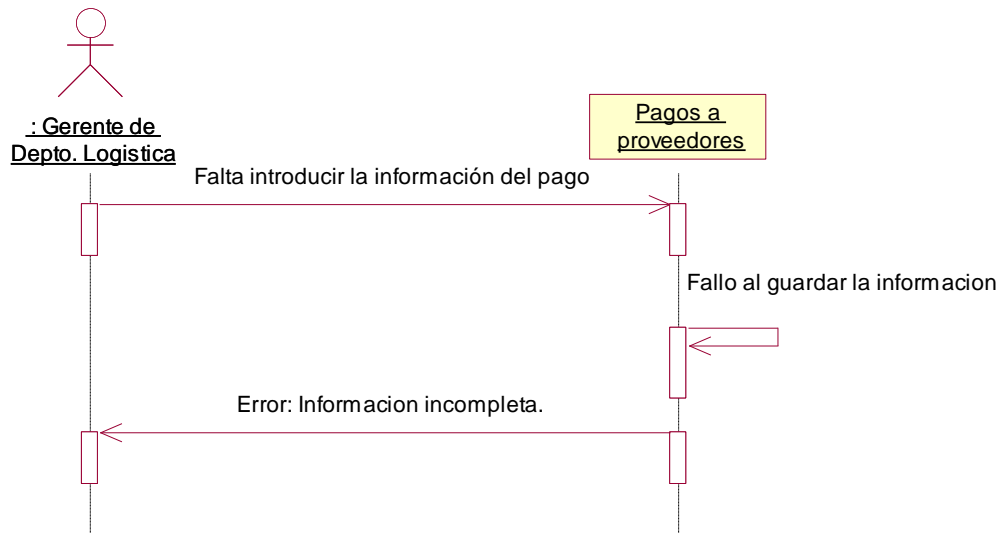 : Gerente de
Depto. Logistica
Pagos a
proveedores
Falta introducir la información del pago
Fallo al guardar la informacion
Error: Informacion incompleta.